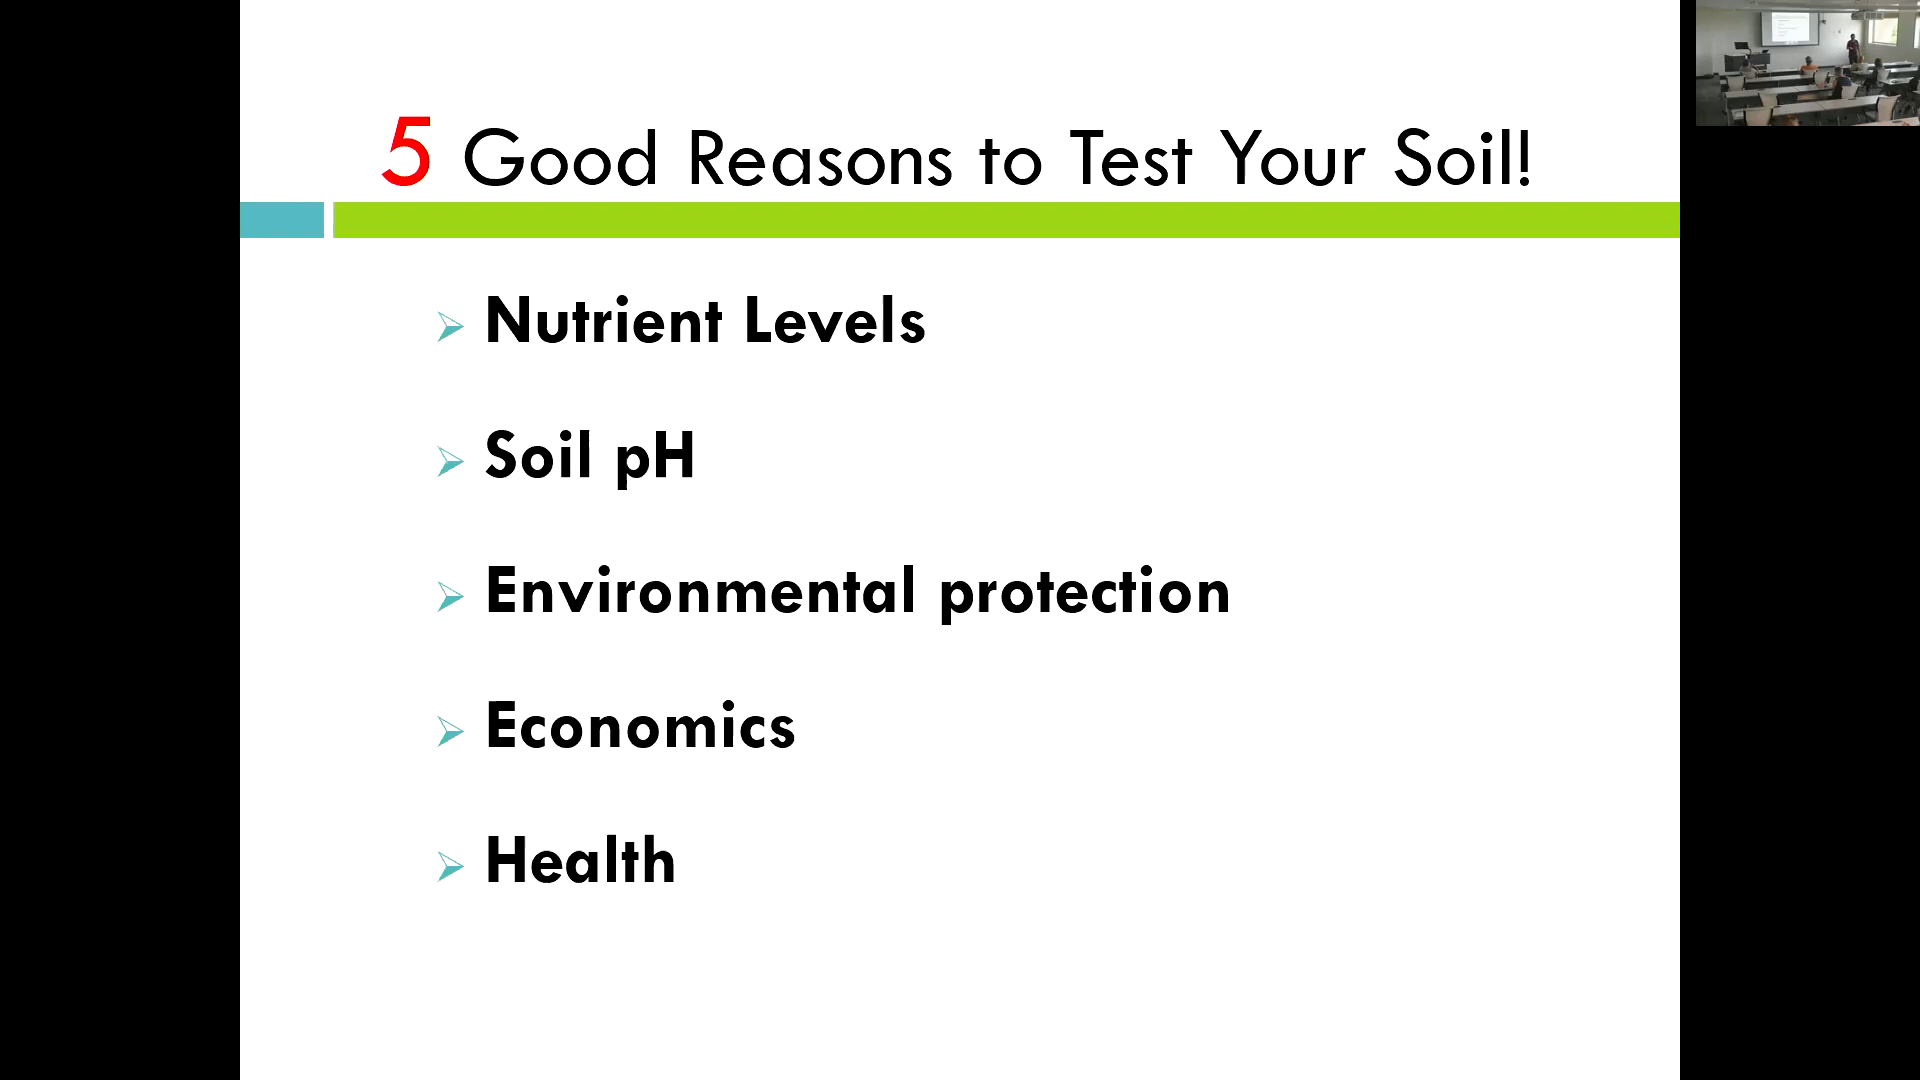 5 Good Reasons to Test Your Soil!
Nutrient Levels
Soil pH
Environmental protection
Economics
Health